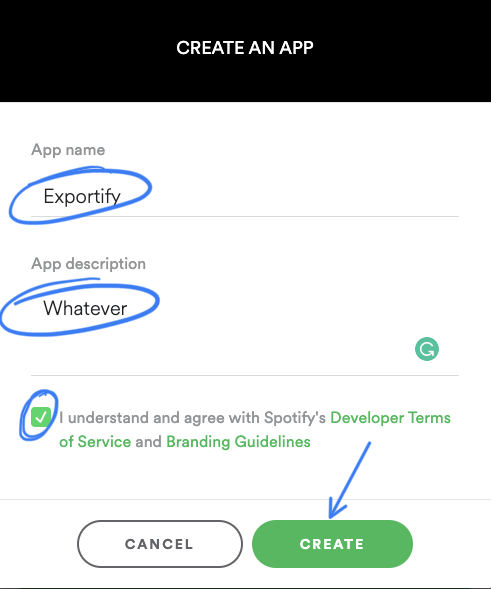 CREATE AN APP
App name
Exportify
App description
Whatever
I understand and agree with Spotify's Developer Terms
of Service and Branding Guidelines
CANCEL
CREATE